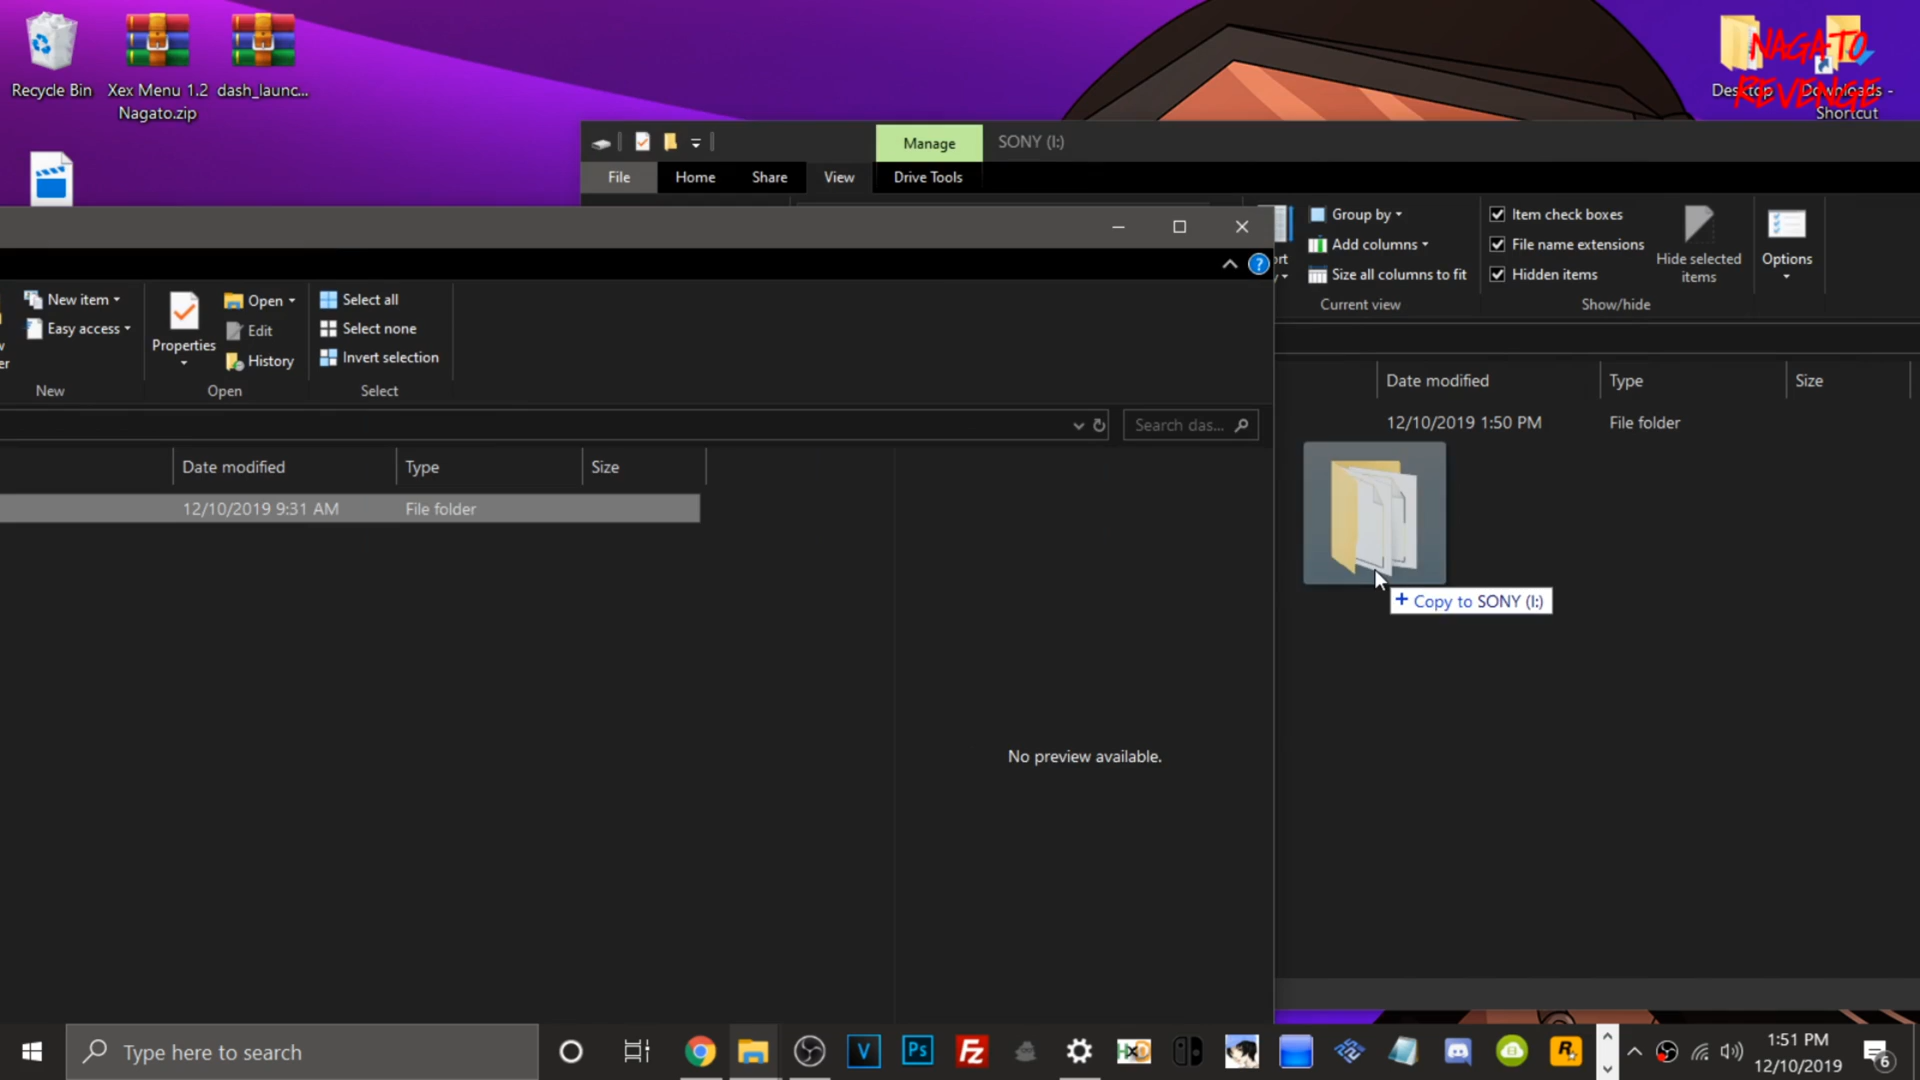 Recycle Bin
Xex Menu 1.2
Nagato.zip
dash_launc...
Desktop
Downloads -
Shortcut
NAGATO
REVENGE
Manage
SONY (I:)
File
Home
Share
View
Drive Tools
Group by
Add columns
Size all columns to fit
Current view
Item check boxes
File name extensions
Hidden items
Hide selected
items
Show/hide
Options
New item
Easy access
New
Properties
Open
Edit
History
Open
Select all
Select none
Invert selection
Select
Search das...
Date modified
Type
Size
12/10/2019 9:31 AM
File folder
No preview available.
Date modified
Type
Size
12/10/2019 1:50 PM
File folder
+ Copy to SONY (I:)
Type here to search
V
Ps
Fz
HxD
R
1:51 PM
12/10/2019
6